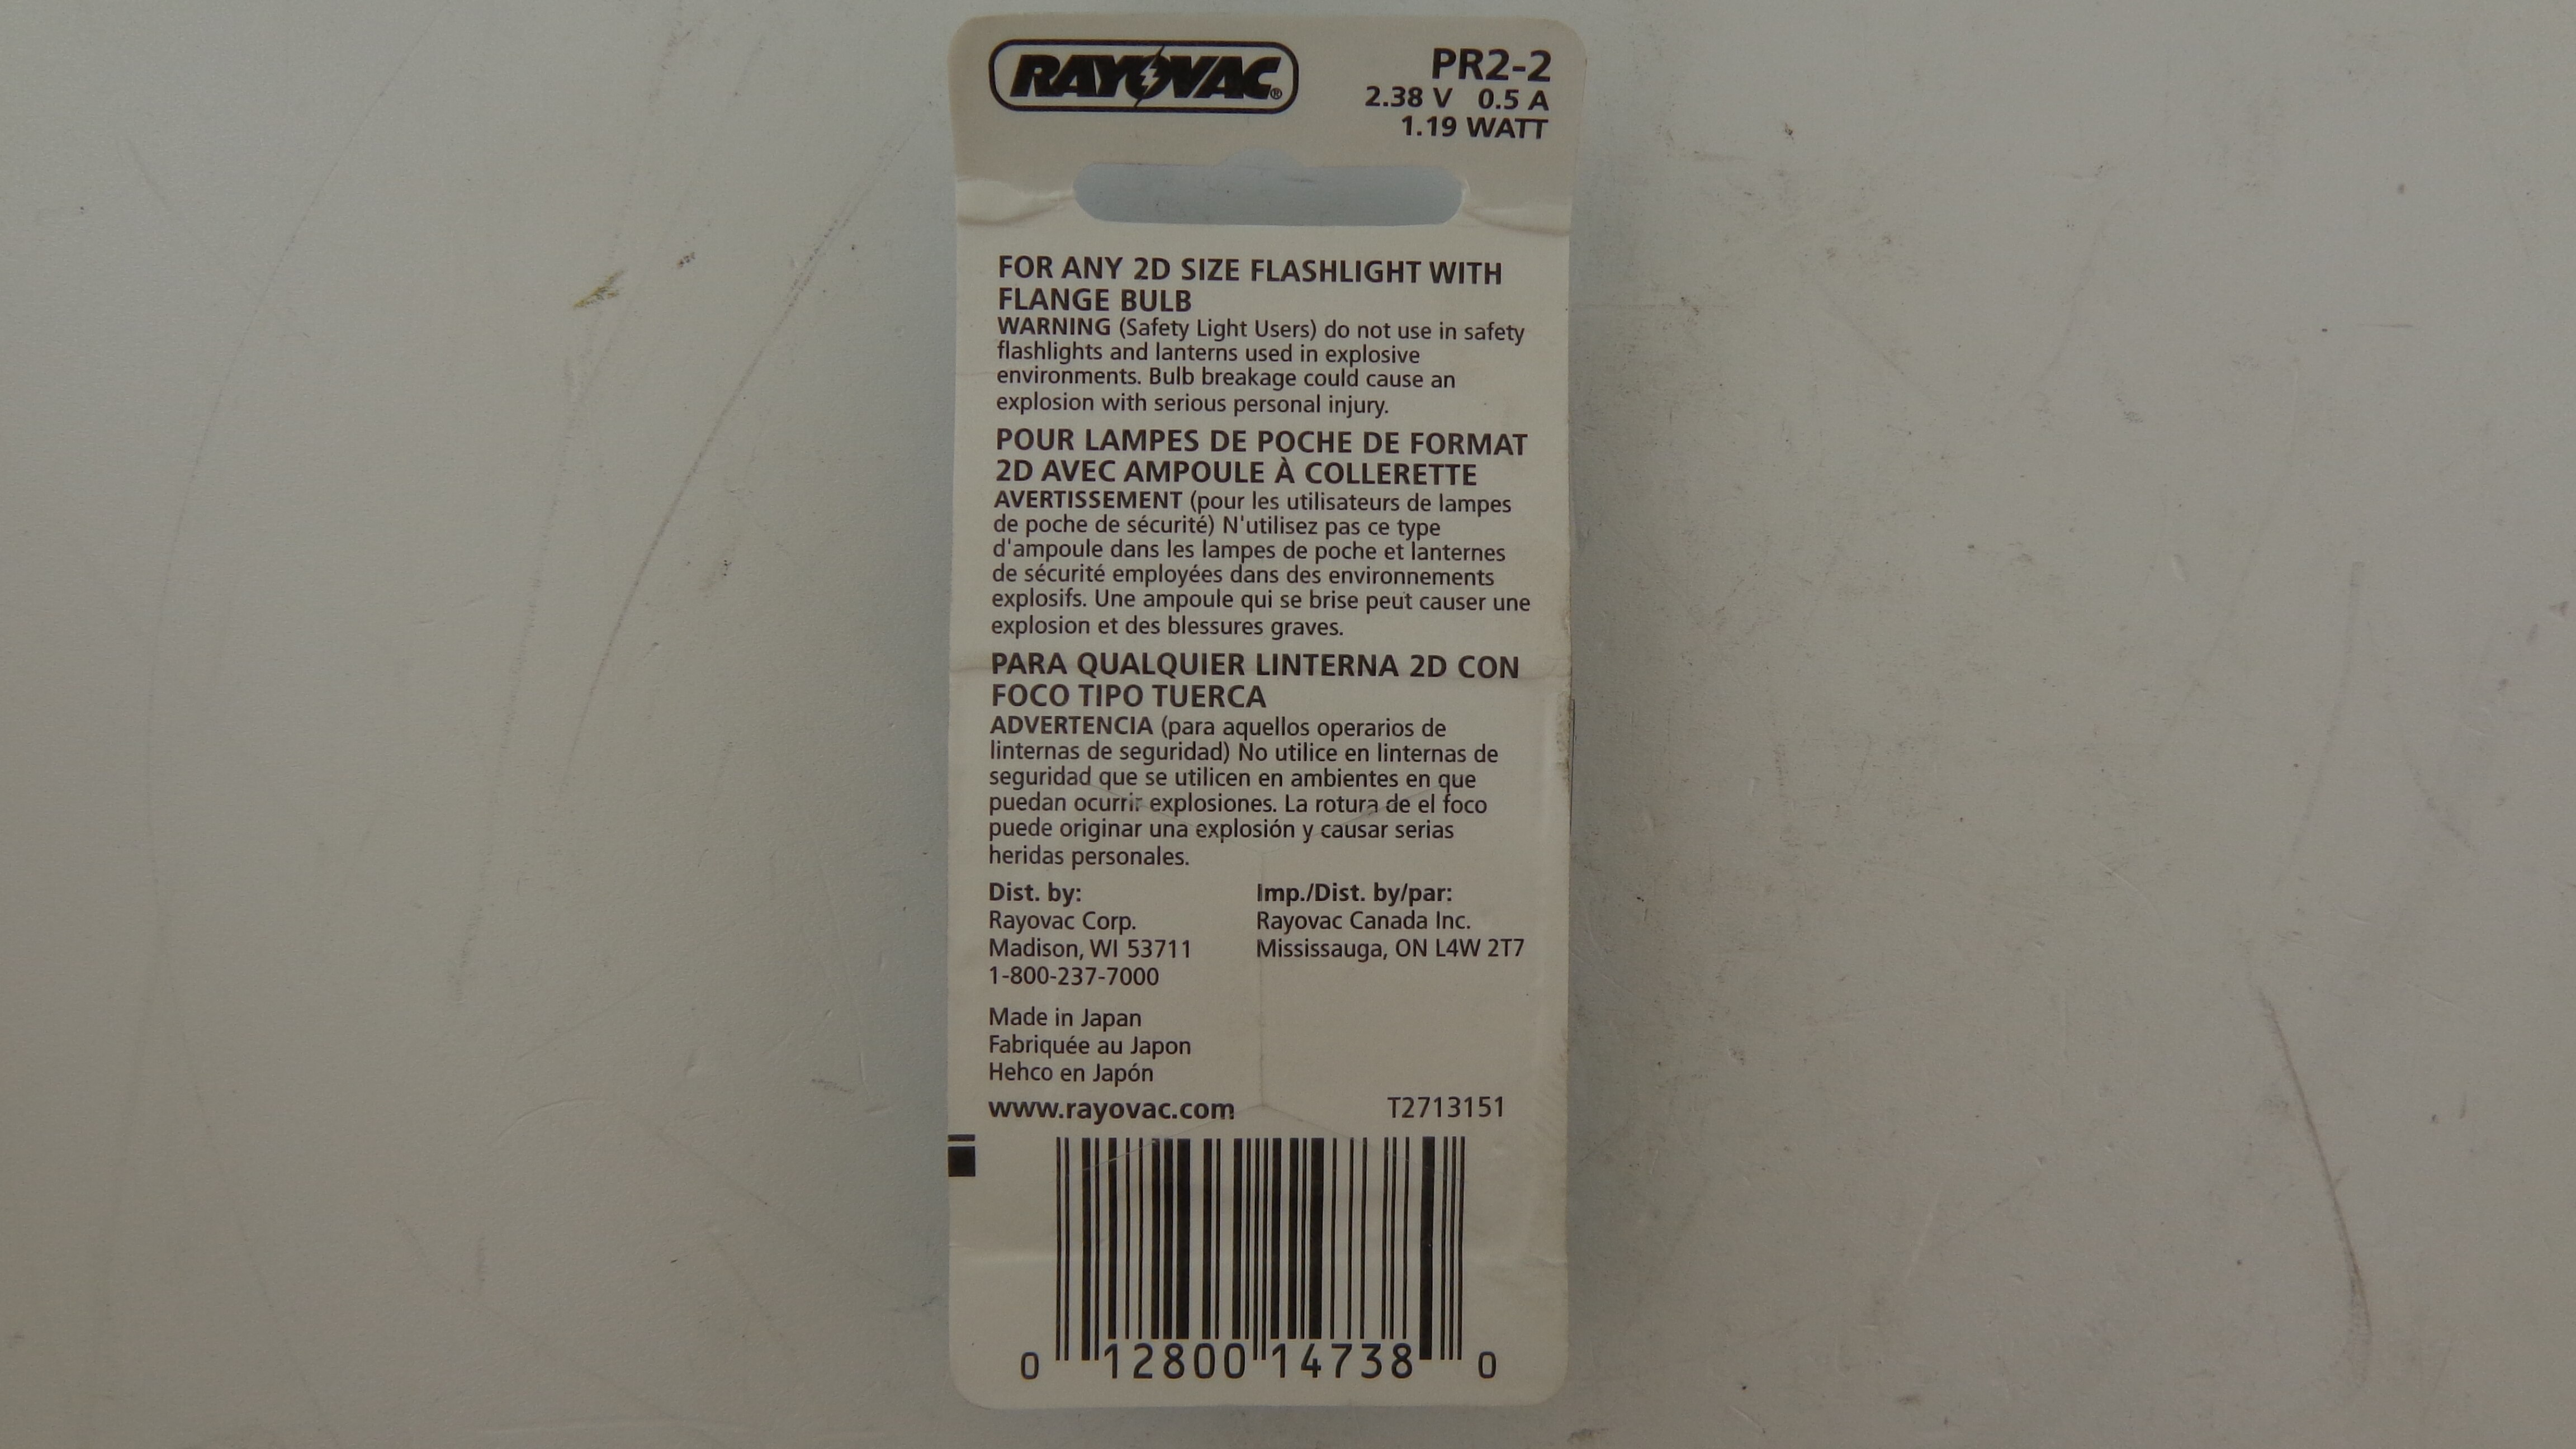 RAYOVAC®
PR2-2
2.38 V 0.5 A
1.19 WATT
FOR ANY 2D SIZE FLASHLIGHT WITH
FLANGE BULB
WARNING (Safety Light Users) do not use in safety
flashlights and lanterns used in explosive
environments. Bulb breakage could cause an
explosion with serious personal injury.
POUR LAMPES DE POCHE DE FORMAT
2D AVEC AMPOULE À COLLERETTE
AVERTISSEMENT (pour les utilisateurs de lampes
de poche de sécurité) N'utilisez pas ce type
d'ampoule dans les lampes de poche et lanternes
de sécurité employées dans des environnements
explosifs. Une ampoule qui se brise peut causer une
explosion et des blessures graves.
PARA QUALQUIER LINTERNA 2D CON
FOCO TIPO TUERCA
ADVERTENCIA (para aquellos operarios de
linternas de seguridad) No utilice en linternas de
seguridad que se utilicen en ambientes en que
puedan ocurrir explosiones. La rotura de el foco
puede originar una explosión y causar serias
heridas personales.
Dist. by:
Rayovac Corp.
Madison, WI 53711
1-800-237-7000
Imp./Dist. by/par:
Rayovac Canada Inc.
Mississauga, ON L4W 2T7
Made in Japan
Fabriquée au Japon
Hehco en Japón
www.rayovac.com
T2713151
0 12800 14738 0